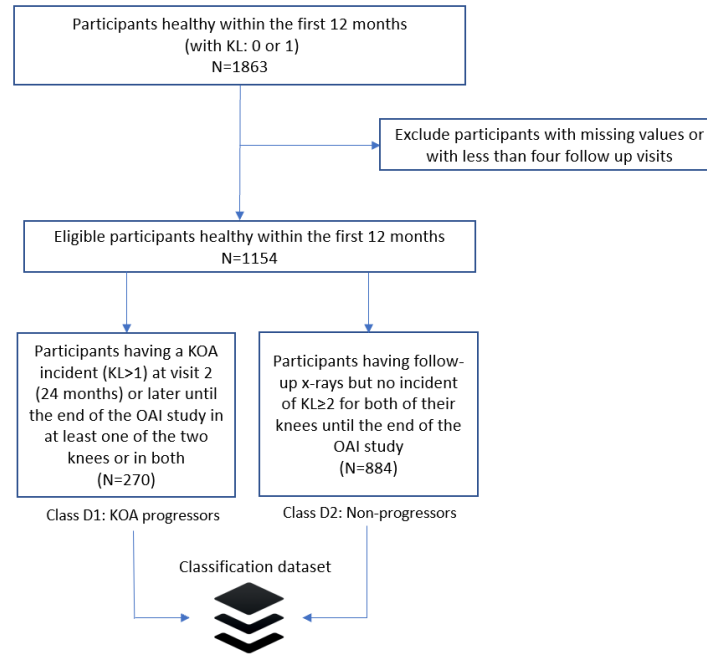 Participants healthy within the first 12 months
(with KL: 0 or 1)
N=1863
Exclude participants with missing values or
with less than four follow up visits
Eligible participants healthy within the first 12 months
N=1154
Participants having a KOA
incident (KL>1) at visit 2
(24 months) or later until
the end of the OAI study in
at least one of the two
knees or in both
(N=270)
Participants having follow-
up x-rays but no incident
of KL≥2 for both of their
knees until the end of the
OAI study
(N=884)
Class D1: KOA progressors
Class D2: Non-progressors
Classification dataset